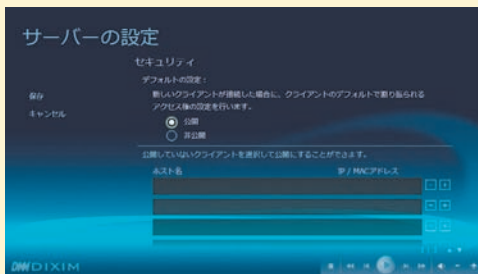 サーバーの設定
セキュリティ
デフォルトの設定：
保存
新しいクライアントが接続した場合に、クライアントのデフォルトで割り振られる
キャンセル
アクセス権の設定を行います。
公開
非公開
公開していないクライアントを選択して公開にすることができます。
ホスト名 IP / MACアドレス
DiXiM